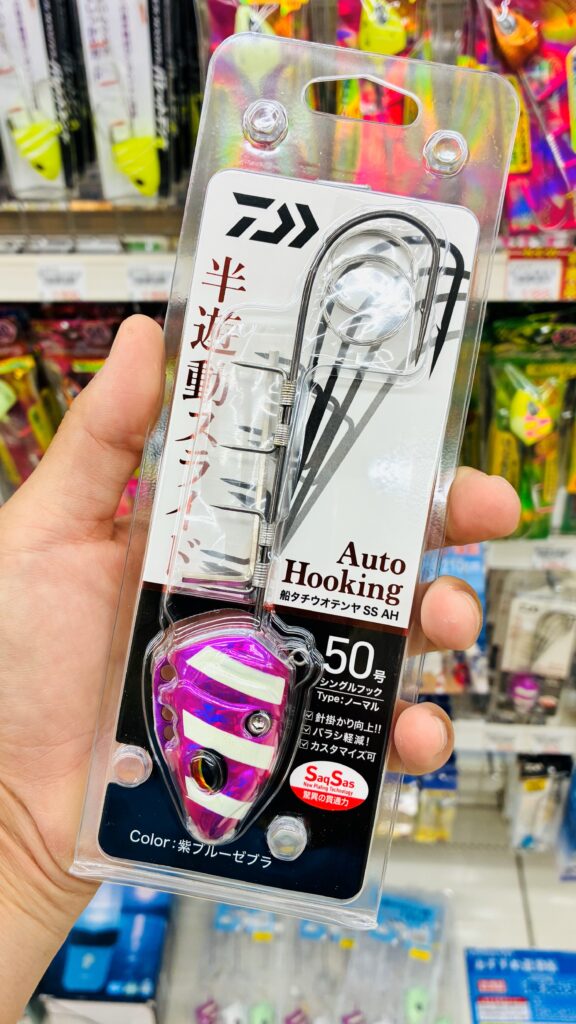 半遊動スライド
Auto
Hooking
船タチウオテンヤ SS AH
50号
シングルフック
Type:ノーマル
針掛かり向上!!
バラシ軽減!
カスタマイズ可
SaqSas
New Plating Technology
驚異の貫通力
Color:紫ブルーゼブラ